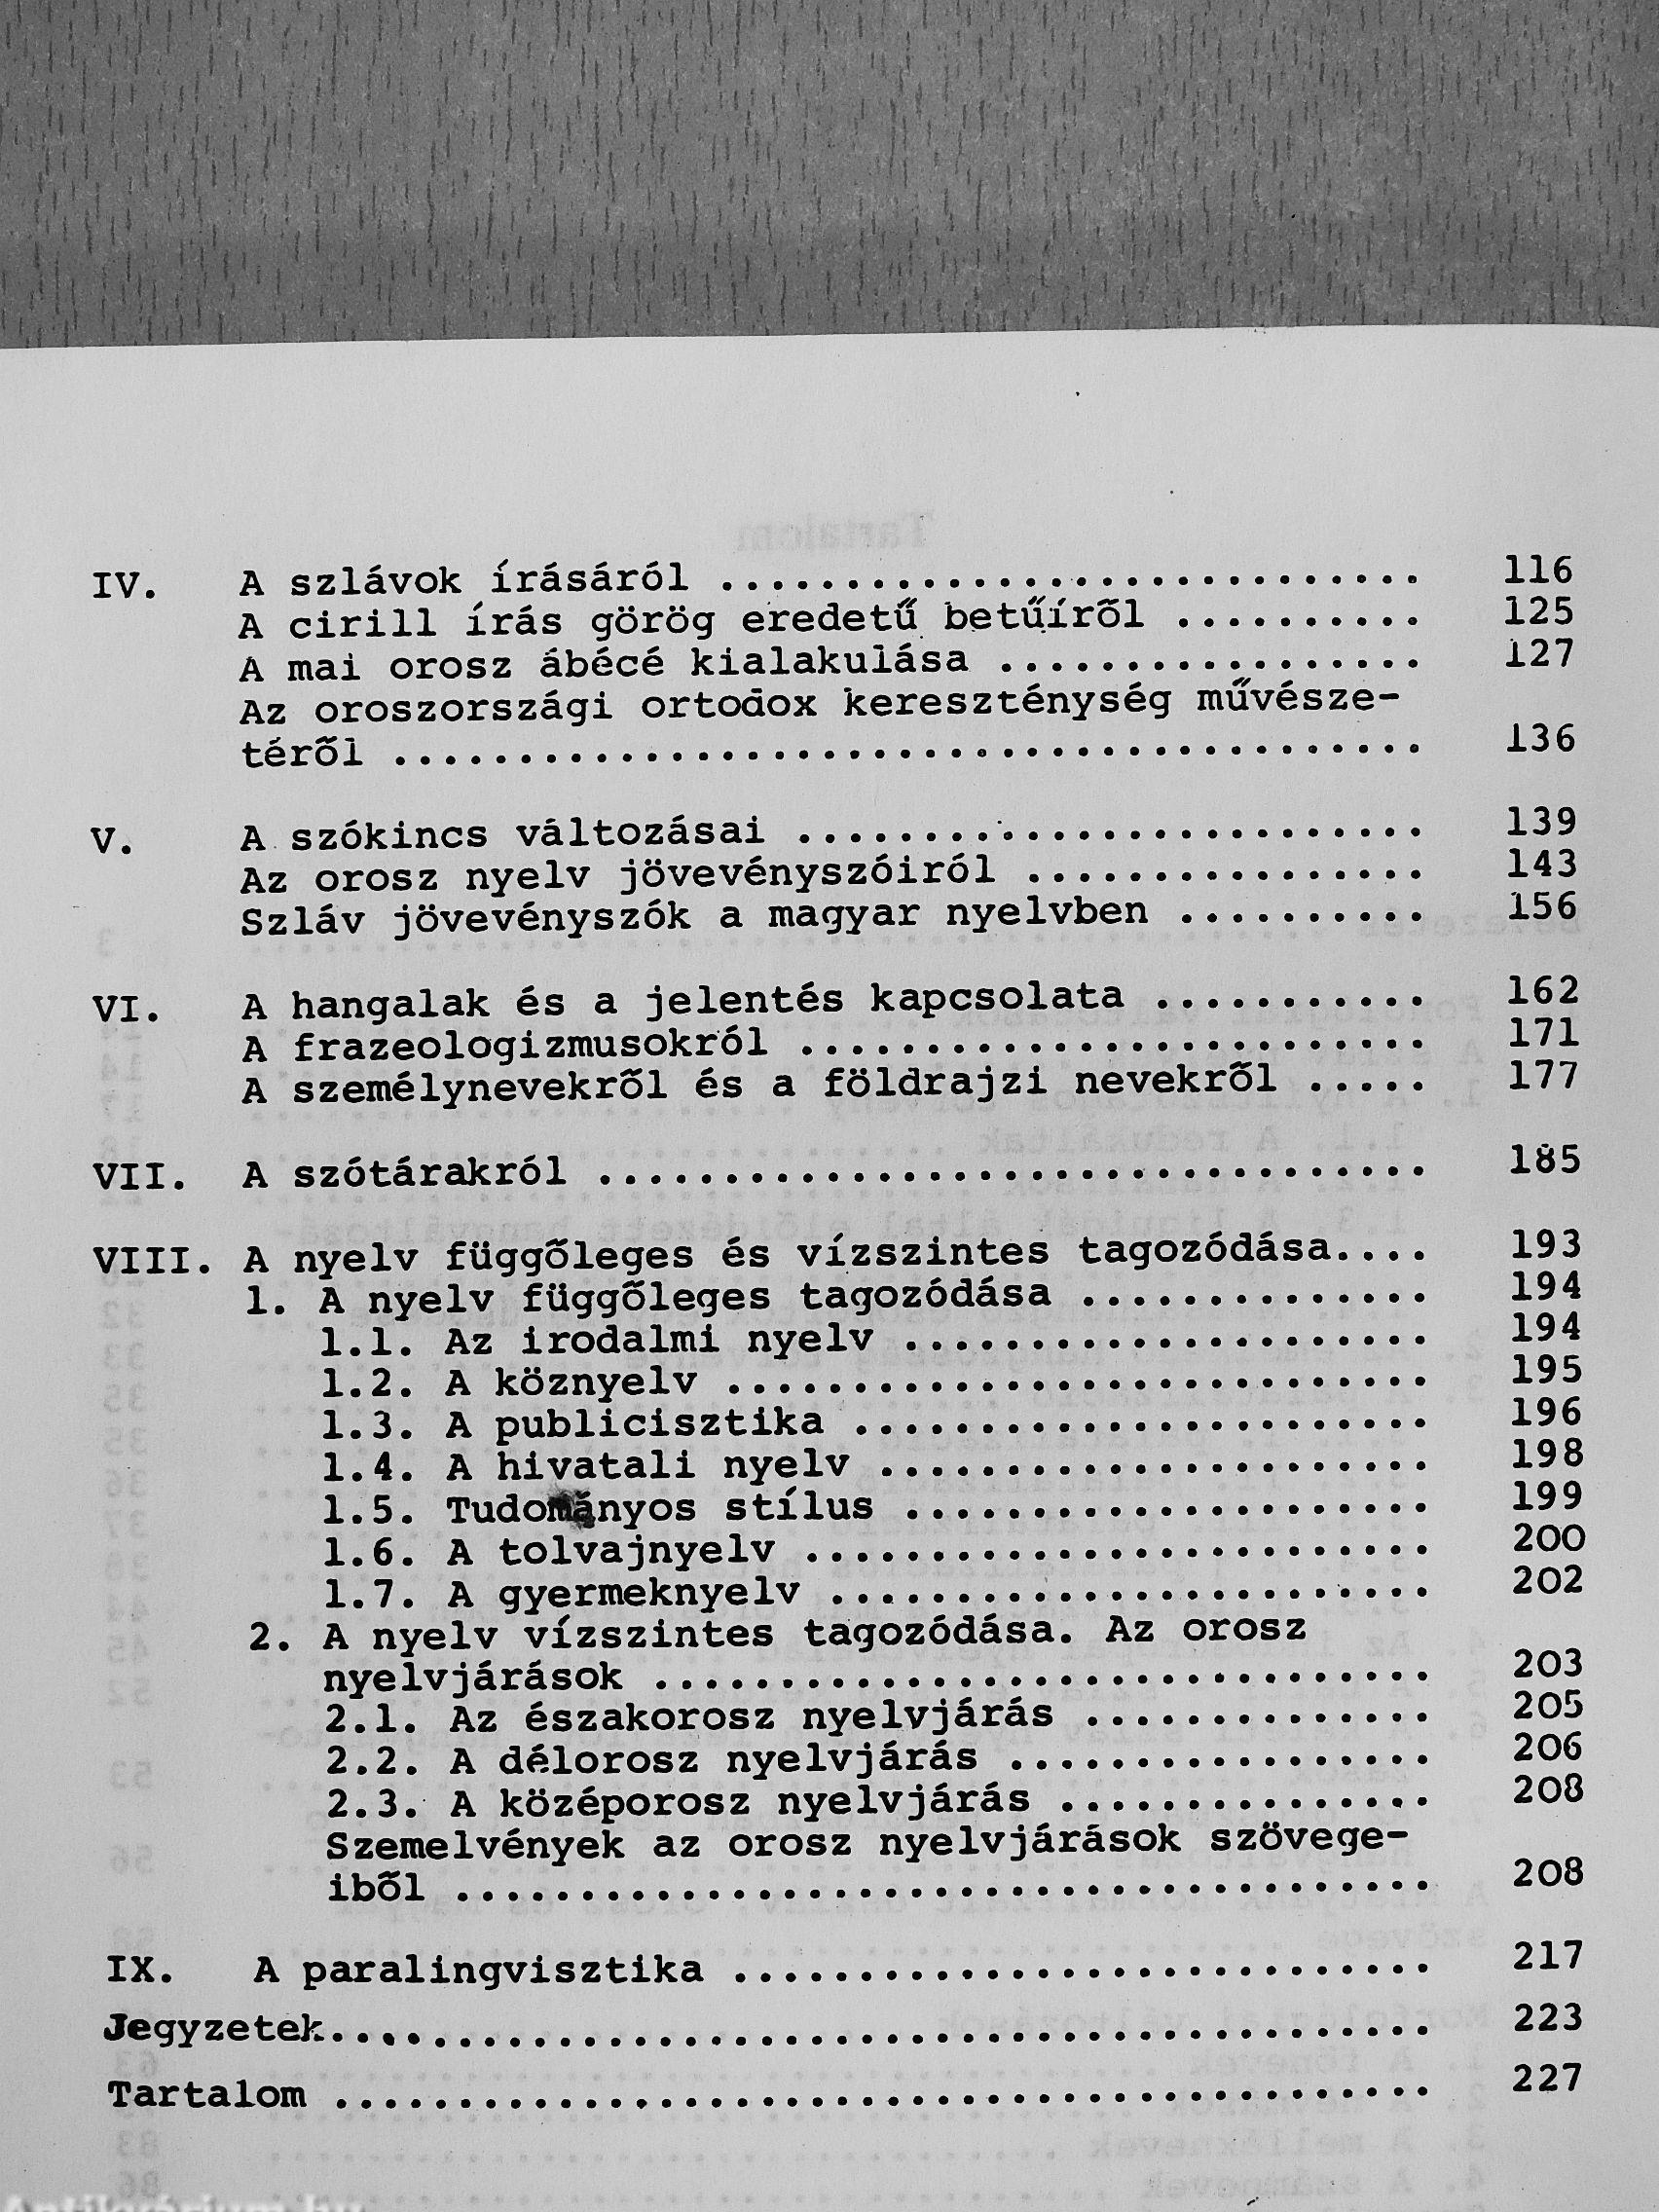 IV. A szlávok írásáról ............................ 116
A cirill írás görög eredetű betűiről .......... 125
A mai orosz ábécé kialakulása ................. 127
Az oroszországi ortodox kereszténység művésze-
téről ......................................... 136
V. A szókincs változásai ......................... 139
Az orosz nyelv jövevényszóiról ................ 143
Szláv jövevényszók a magyar nyelvben .......... 156
VI. A hangalak és a jelentés kapcsolata ........... 162
A frazeologizmusokról ......................... 171
A személynevekről és a földrajzi nevekről ..... 177
VII. A szótárakról ................................. 185
VIII. A nyelv függőleges és vízszintes tagozódása.... 193
1. A nyelv függőleges tagozódása .............. 194
1.1. Az irodalmi nyelv ..................... 194
1.2. A köznyelv ............................ 195
1.3. A publicisztika ....................... 196
1.4. A hivatali nyelv ...................... 198
1.5. Tudományos stílus ..................... 199
1.6. A tolvajnyelv ......................... 200
1.7. A gyermeknyelv ........................ 202
2. A nyelv vízszintes tagozódása. Az orosz
nyelvjárások ............................... 203
2.1. Az északorosz nyelvjárás .............. 205
2.2. A délorosz nyelvjárás ................. 206
2.3. A középorosz nyelvjárás ............... 208
Szemelvények az orosz nyelvjárások szövege-
iből ....................................... 208
IX. A paralingvisztika ............................ 217
Jegyzetek............................................ 223
Tartalom ............................................ 227